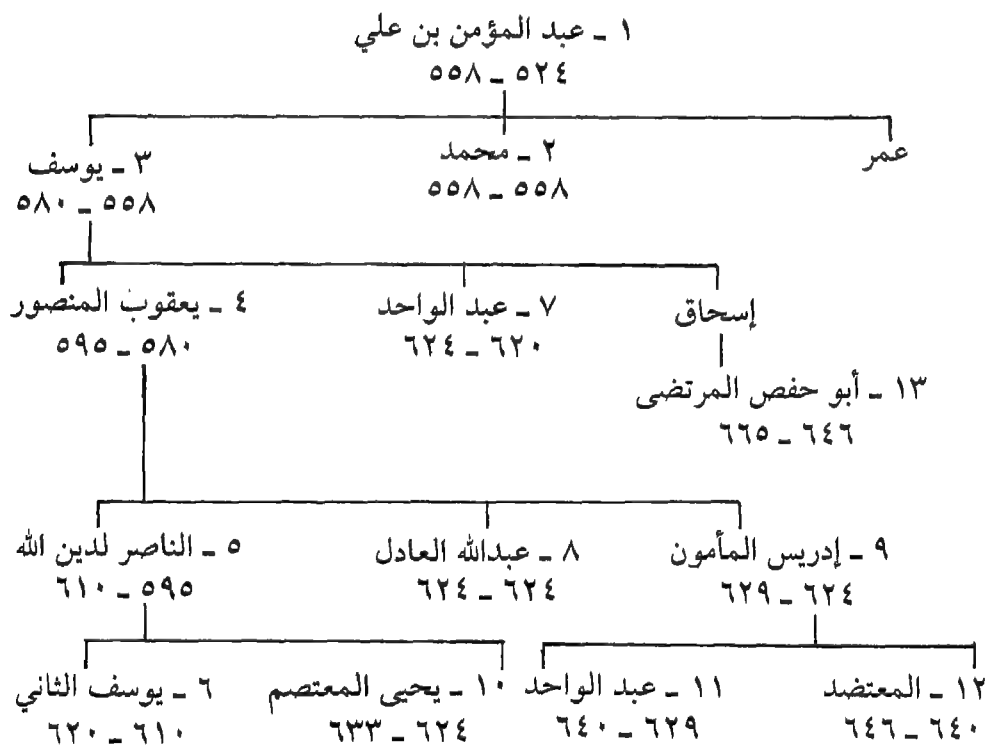 ١ ـ عبد المؤمن بن علي
٥٢٤ ـ ٥٥٨
عمر
٢ ـ محمد
٥٥٨ ـ ٥٥٨
٣ ـ يوسف
٥٥٨ ـ ٥٨٠
إسحاق
٧ ـ عبد الواحد
٦٢٠ ـ ٦٢٤
٤ ـ يعقوب المنصور
٥٨٠ ـ ٥٩٥
١٣ ـ أبو حفص المرتضى
٦٤٦ ـ ٦٦٥
٩ ـ إدريس المأمون
٦٢٤ ـ ٦٢٩
٨ ـ عبدالله العادل
٦٢٤ ـ ٦٢٤
٥ ـ الناصر لدين الله
٥٩٥ ـ ٦١٠
١٢ ـ المعتضد
٦٤٠ ـ ٦٤٦
١١ ـ عبد الواحد
٦٢٩ ـ ٦٤٠
١٠ ـ يحيى المعتصم
٦٢٤ ـ ٦٣٣
٦ ـ يوسف الثاني
٦١٠ ـ ٦٢٠